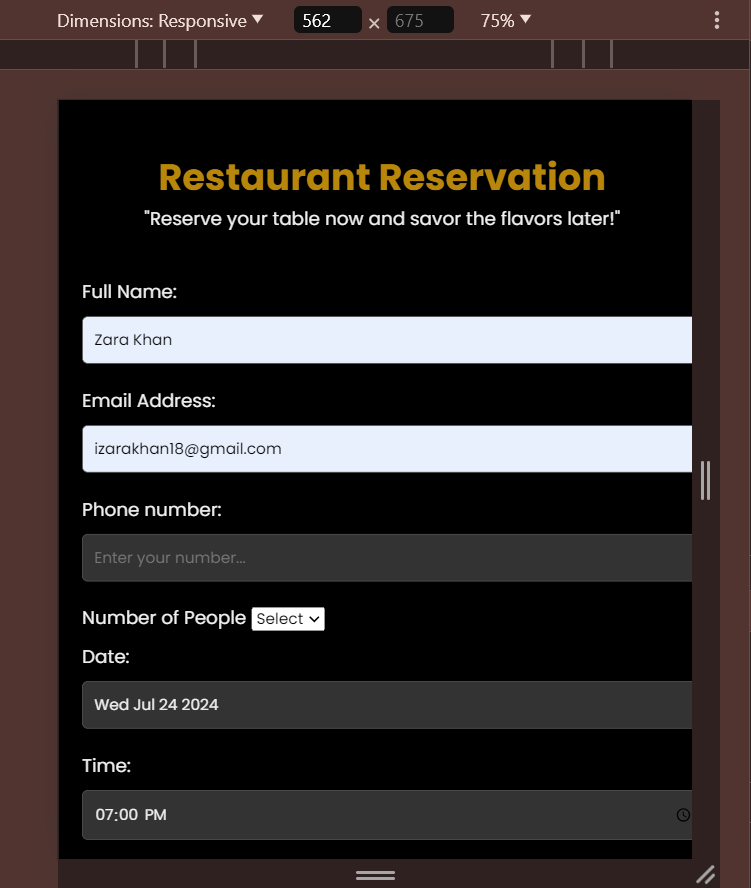 Dimensions: Responsive ▼ 562 × 675 75% ▼
Restaurant Reservation
"Reserve your table now and savor the flavors later!"
Full Name:
Zara Khan
Email Address:
izarakhan18@gmail.com
Phone number:
Enter your number...
Number of People Select
Date:
Wed Jul 24 2024
Time:
07:00 PM